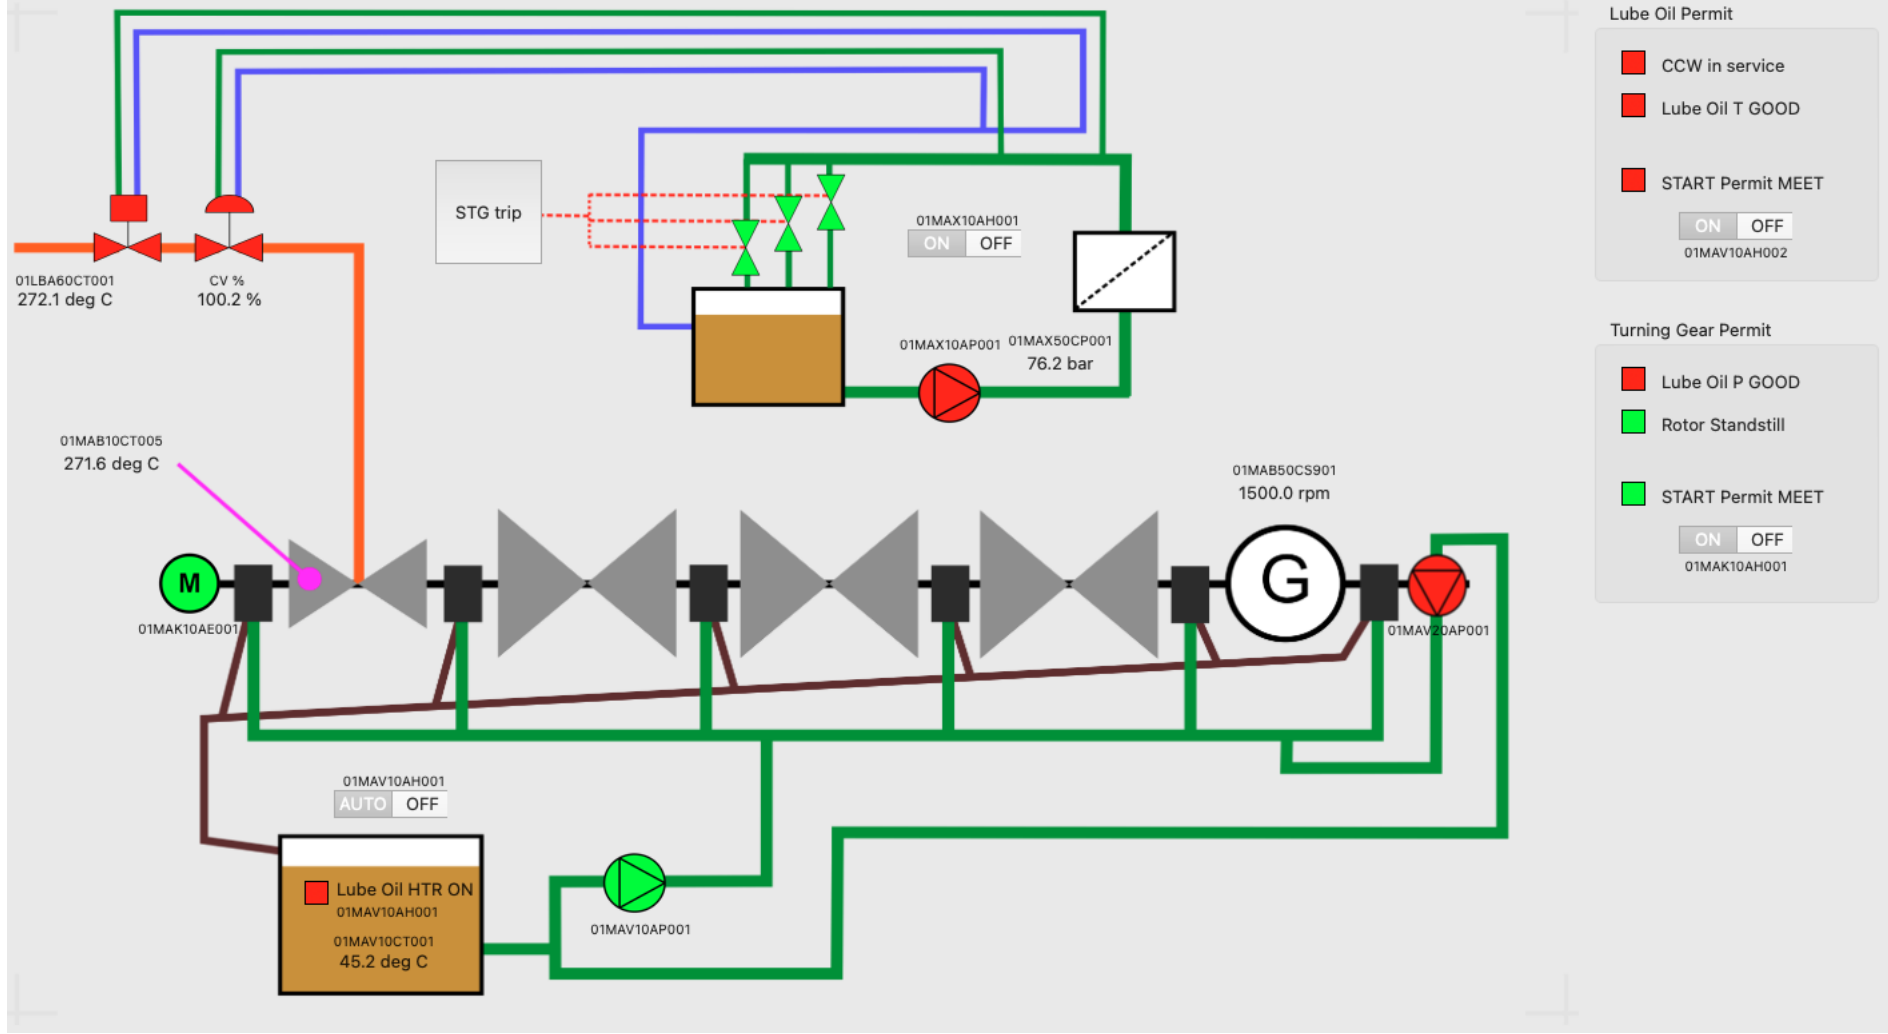 Lube Oil Permit
CCW in service
Lube Oil T GOOD
START Permit MEET
ON OFF
01MAV10AH002
STG trip
01MAX10AH001
ON OFF
01LBA60CT001
272.1 deg C
CV %
100.2 %
01MAX10AP001
01MAX50CP001
76.2 bar
Turning Gear Permit
Lube Oil P GOOD
Rotor Standstill
START Permit MEET
ON OFF
01MAK10AH001
01MAB10CT005
271.6 deg C
01MAB50CS901
1500.0 rpm
M
G
01MAK10AE001
01MAV20AP001
01MAV10AH001
AUTO OFF
Lube Oil HTR ON
01MAV10AH001
01MAV10CT001
45.2 deg C
01MAV10AP001